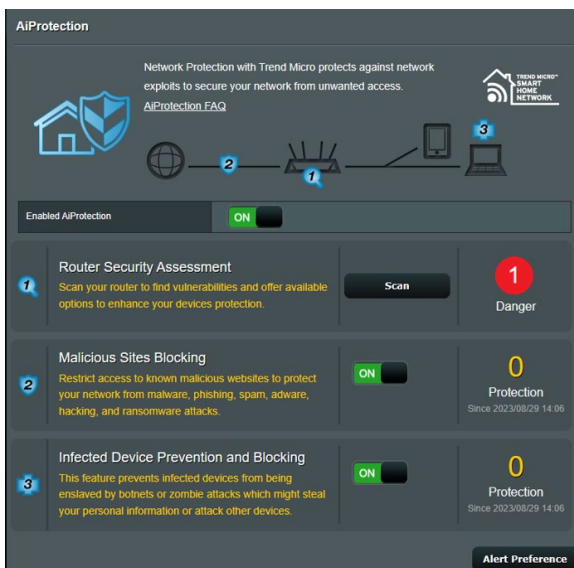 AiProtection
Network Protection with Trend Micro protects against network
exploits to secure your network from unwanted access.
AiProtection FAQ
TREND MICRO™
SMART
HOME
NETWORK
3
2
1
Enabled AiProtection
ON
1
Router Security Assessment
Scan your router to find vulnerabilities and offer available
options to enhance your devices protection.
Scan
1
Danger
2
Malicious Sites Blocking
Restrict access to known malicious websites to protect
your network from malware, phishing, spam, adware,
hacking, and ransomware attacks.
ON
0
Protection
Since 2023/08/29 14:06
3
Infected Device Prevention and Blocking
This feature prevents infected devices from being
enslaved by botnets or zombie attacks which might steal
your personal information or attack other devices.
ON
0
Protection
Since 2023/08/29 14:06
Alert Preference